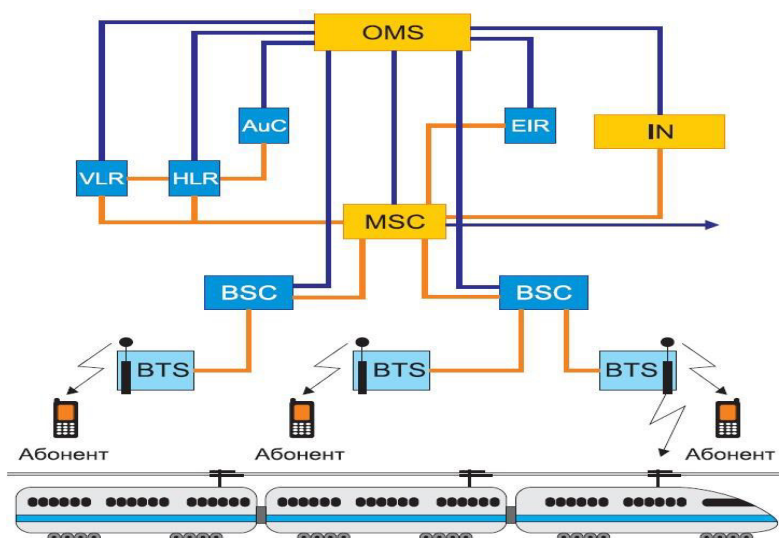 OMS
AuC
EIR
IN
VLR
HLR
MSC
BSC
BSC
BTS
BTS
BTS
Абонент
Абонент
Абонент